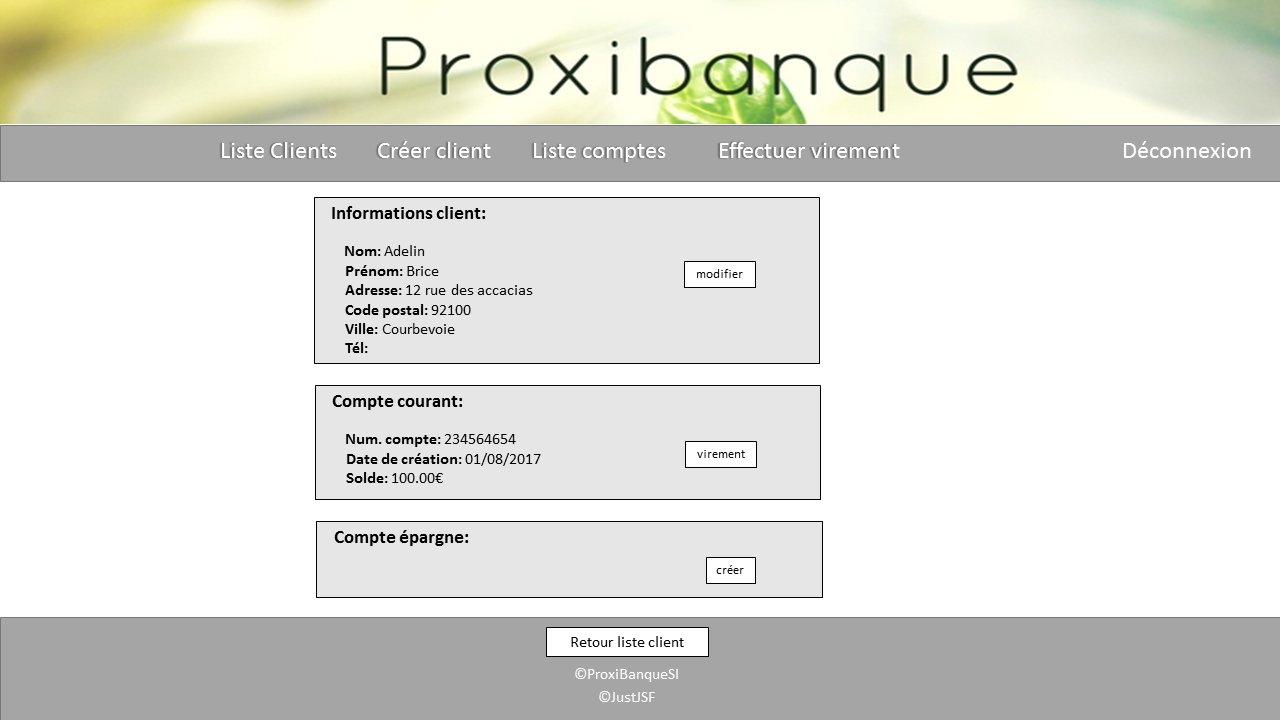 Proxibanque
Liste Clients Créer client Liste comptes Effectuer virement Déconnexion
Informations client:
Nom: Adelin
Prénom: Brice
modifier
Adresse: 12 rue des accacias
Code postal: 92100
Ville: Courbevoie
Tél:
Compte courant:
Num. compte: 234564654
virement
Date de création: 01/08/2017
Solde: 100.00€
Compte épargne:
créer
Retour liste client
©ProxiBanqueSI
©JustJSF